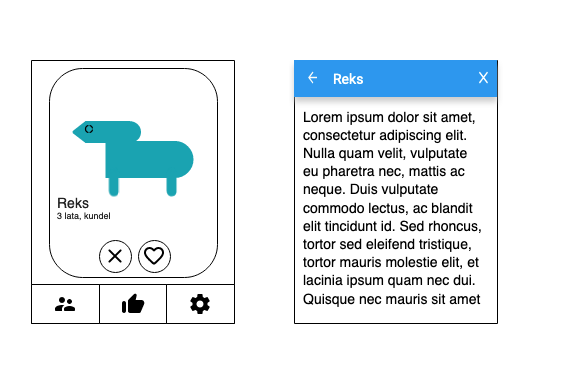 Reks
3 lata, kundel
Reks
Lorem ipsum dolor sit amet,
consectetur adipiscing elit.
Nulla quam velit, vulputate
eu pharetra nec, mattis ac
neque. Duis vulputate
commodo lectus, ac blandit
elit tincidunt id. Sed rhoncus,
tortor sed eleifend tristique,
tortor mauris molestie elit, et
lacinia ipsum quam nec dui.
Quisque nec mauris sit amet